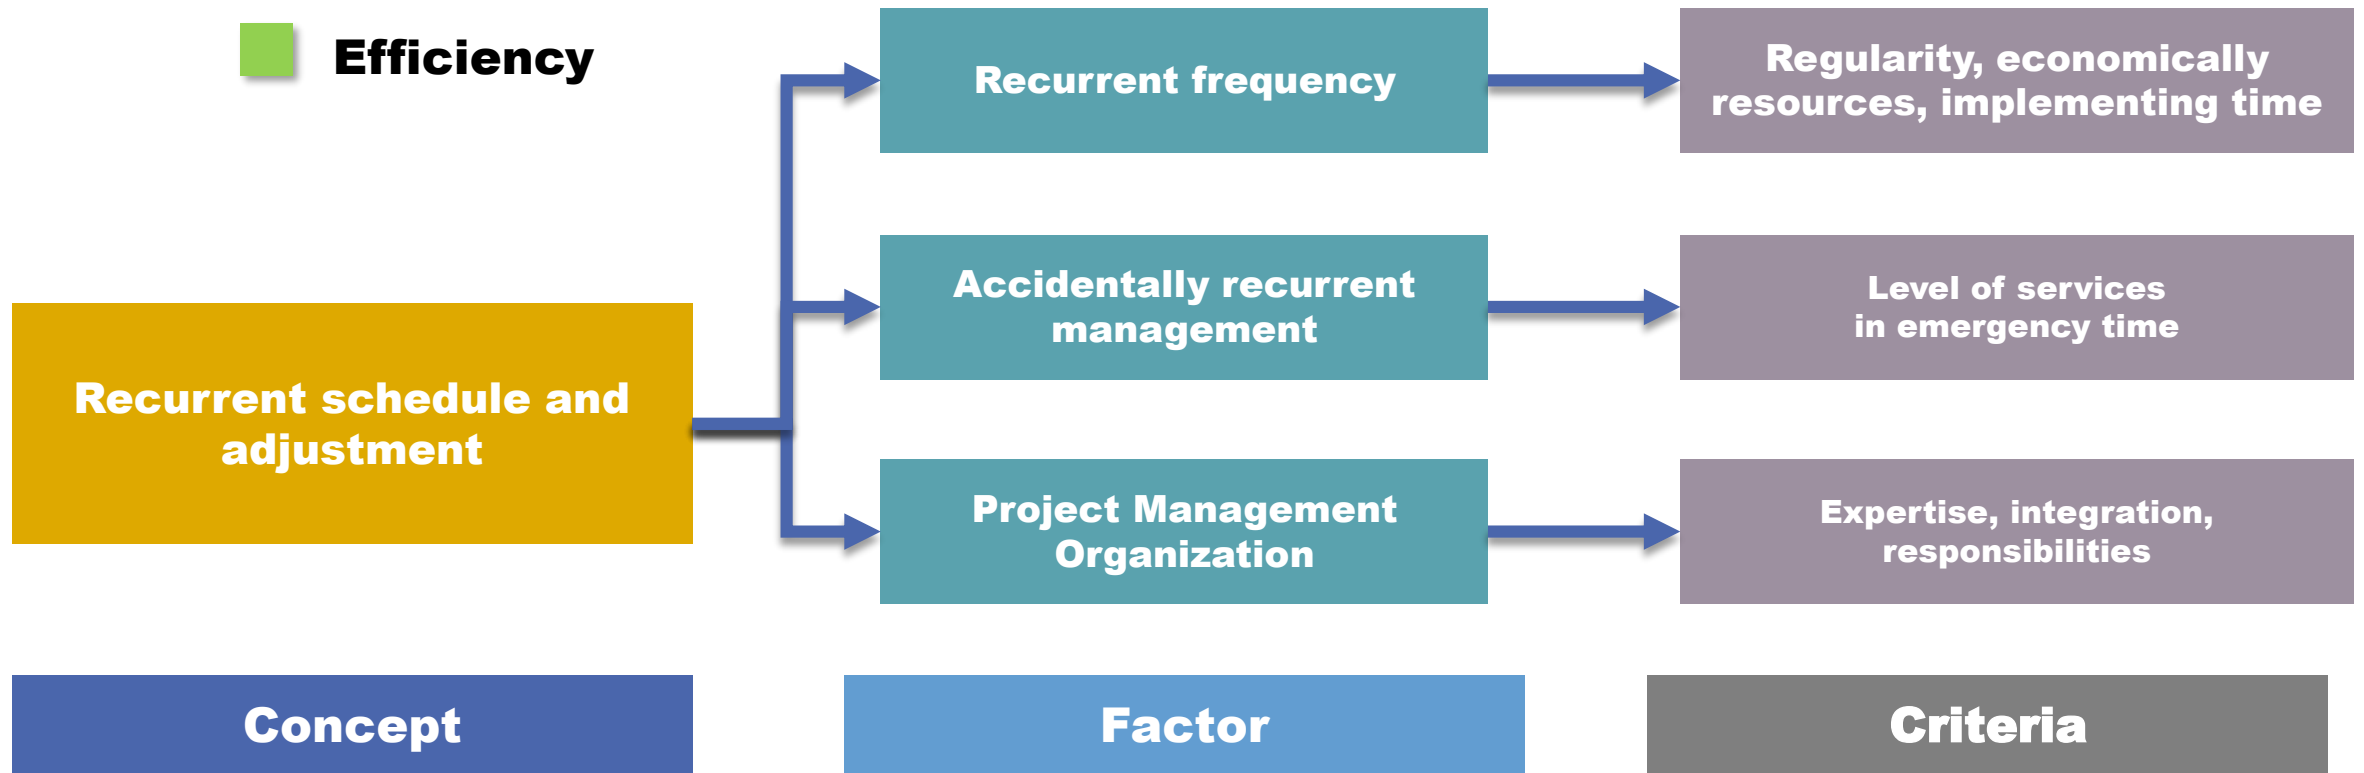 Efficiency
Recurrent frequency
Regularity, economically
resources, implementing time
Accidentally recurrent
management
Level of services
in emergency time
Recurrent schedule and
adjustment
Project Management
Organization
Expertise, integration,
responsibilities
Concept
Factor
Criteria